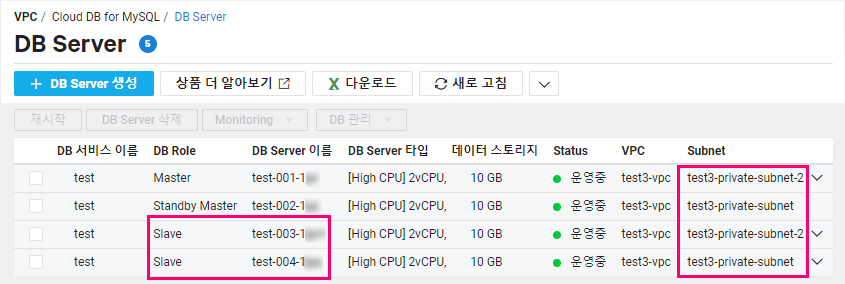 VPC / Cloud DB for MySQL / DB Server
DB Server 5
+ DB Server 생성 상품 더 알아보기 다운로드 새로 고침
재시작 DB Server 삭제 Monitoring DB 관리
DB 서비스 이름 DB Role DB Server 이름 DB Server 타입 데이터 스토리지 Status VPC Subnet
test Master test-001-1 [High CPU] 2vCPU, 10 GB 운영중 test3-vpc test3-private-subnet-2
test Standby Master test-002-1 [High CPU] 2vCPU, 10 GB 운영중 test3-vpc test3-private-subnet
test Slave test-003-1 [High CPU] 2vCPU, 10 GB 운영중 test3-vpc test3-private-subnet-2
test Slave test-004-1 [High CPU] 2vCPU, 10 GB 운영중 test3-vpc test3-private-subnet